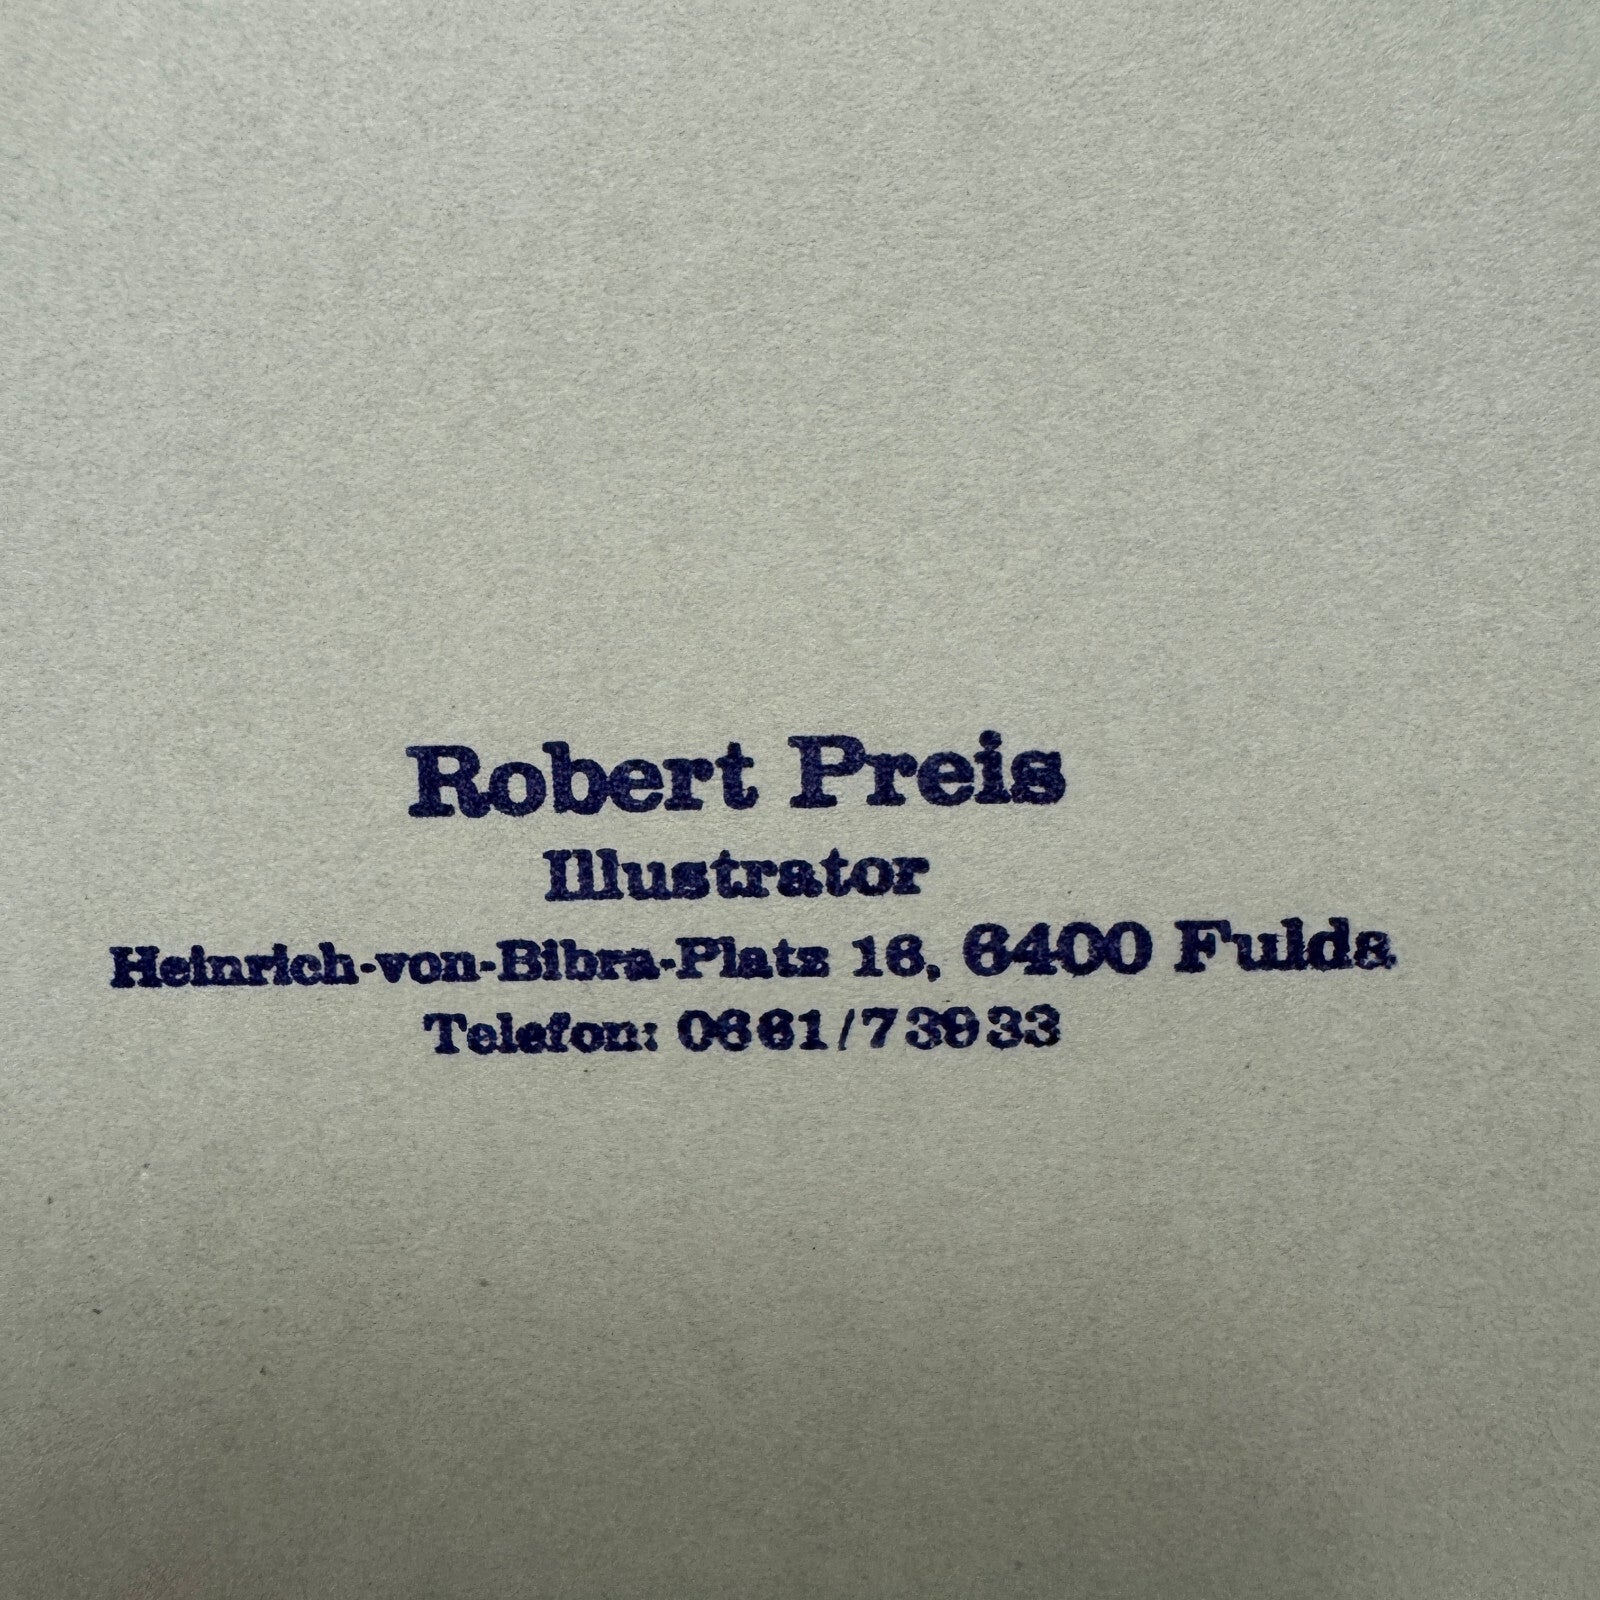 Robert Preis
Illustrator
Heinrich-von-Bibra-Platz 16, 6400 Fulda
Telefon: 0661/73933